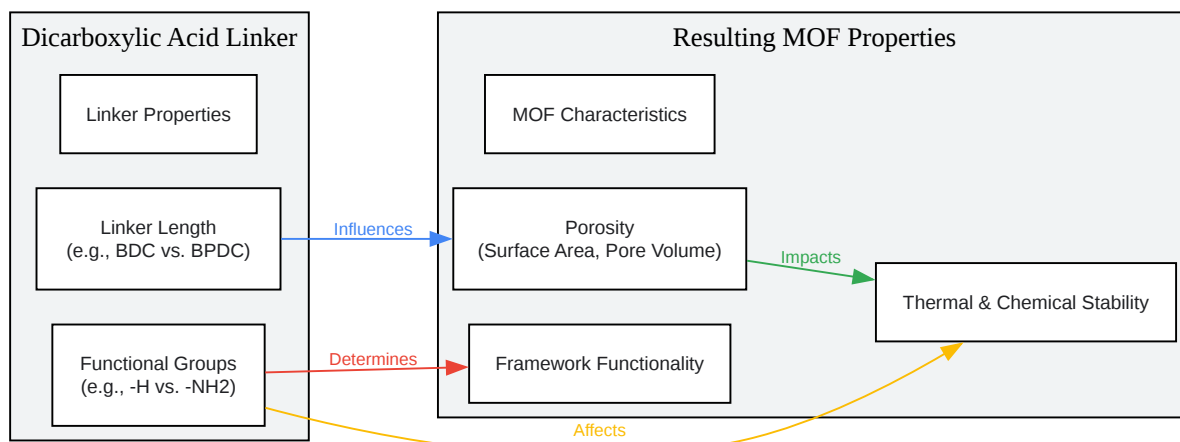 Dicarboxylic Acid Linker
Resulting MOF Properties
Linker Properties
MOF Characteristics
Linker Length
(e.g., BDC vs. BPDC)
Influences
Porosity
(Surface Area, Pore Volume)
Impacts
Thermal & Chemical Stability
Functional Groups
(e.g., -H vs. -NH2)
Determines
Framework Functionality
Affects